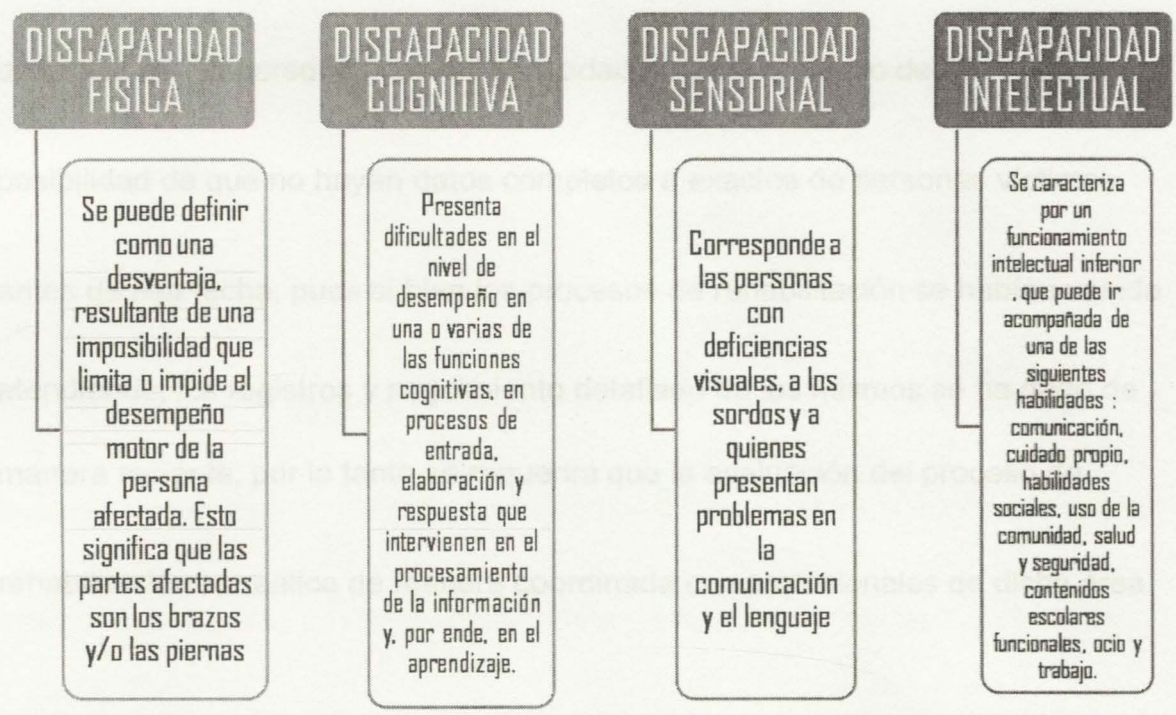 DISCAPACIDAD
FISICA
Se puede definir
como una
desventaja,
resultante de una
imposibilidad que
limita o impide el
desempeño
motor de la
persona
afectada. Esto
significa que las
partes afectadas
son los brazos
y/o las piernas
DISCAPACIDAD
COGNITIVA
Presenta
dificultades en el
nivel de
desempeño en
una o varias de
las funciones
cognitivas, en
procesos de
entrada,
elaboración y
respuesta que
intervienen en el
procesamiento
de la información
y, por ende, en el
aprendizaje.
DISCAPACIDAD
SENSORIAL
Corresponde a
las personas
con
deficiencias
visuales, a los
sordos y a
quienes
presentan
problemas en
la
comunicación
y el lenguaje
DISCAPACIDAD
INTELECTUAL
Se caracteriza
por un
funcionamiento
intelectual inferior
, que puede ir
acompañada de
una de las
siguientes
habilidades :
comunicación,
cuidado propio,
habilidades
sociales, uso de la
comunidad, salud
y seguridad,
contenidos
escolares
funcionales, ocio y
trabajo.